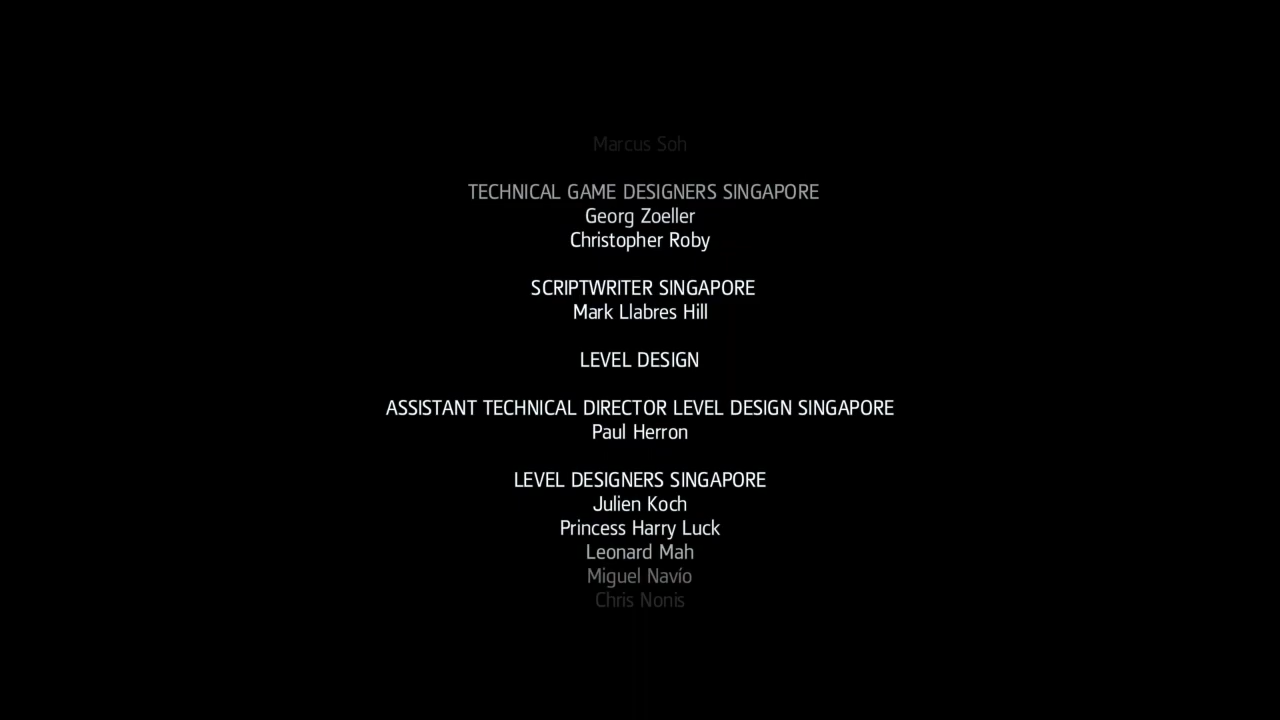 Marcus Soh
TECHNICAL GAME DESIGNERS SINGAPORE
Georg Zoeller
Christopher Roby
SCRIPTWRITER SINGAPORE
Mark Llabres Hill
LEVEL DESIGN
ASSISTANT TECHNICAL DIRECTOR LEVEL DESIGN SINGAPORE
Paul Herron
LEVEL DESIGNERS SINGAPORE
Julien Koch
Princess Harry Luck
Leonard Mah
Miguel Navío
Chris Nonis